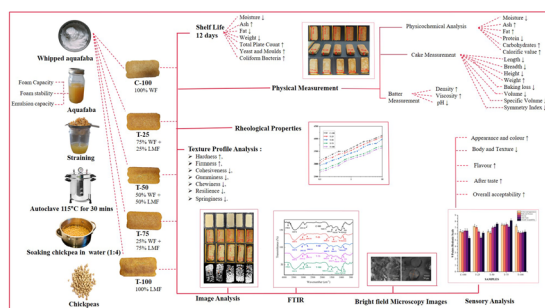 Whipped aquafaba
Foam Capacity
Foam stability
Emulsion capacity
Aquafaba
Straining
Autoclave 115°C for 30 mins
Soaking chickpea in water (1:4)
Chickpeas
C-100
100% WF
T-25
75% WF +
25% LMF
T-50
50% WF +
50% LMF
T-75
25% WF +
75% LMF
T-100
100% LMF
Shelf Life
12 days
Moisture ↓
Ash ↑
Fat ↓
Weight ↓
Total Plate Count ↑
Yeast and Moulds ↑
Coliform Bacteria ↑
Physical Measurement
Rheological Properties
Texture Profile Analysis :
Hardness ↑,
Firmness ↑,
Cohesiveness ↓,
Gumminess ↓,
Chewiness ↓,
Resilience ↓,
Springiness ↓.
Image Analysis
FTIR
Bright field Microscopy Images
Sensory Analysis
Physicochemical Analysis
Moisture ↓
Ash ↑
Fat ↑
Protein ↓
Carbohydrates ↑
Calorific value ↑
Cake Measurement
Length ↓
Breadth ↓
Height ↓
Weight ↑
Baking loss ↓
Volume ↓
Specific Volume ↓
Symmetry Index ↓
Batter
Measurement
Density ↑
Viscosity ↑
pH ↓
Appearance and colour ↑
Body and Texture ↓
Flavour ↑
After taste ↑
Overall acceptability ↑
SAMPLES